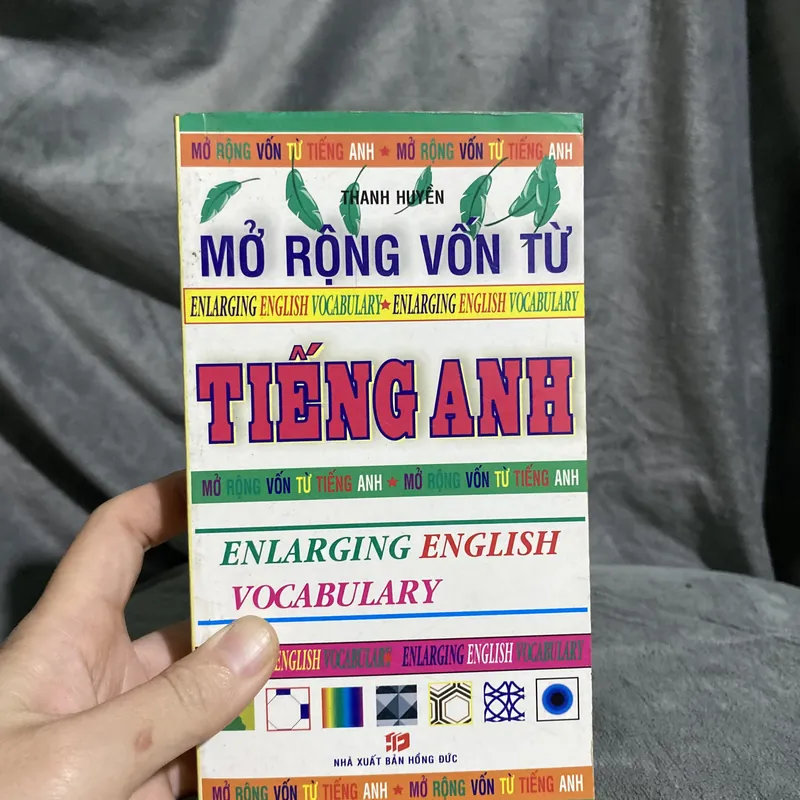 MỞ RỘNG VỐN TỪ TIẾNG ANH ★ MỞ RỘNG VỐN TỪ TIẾNG ANH
THANH HUYỀN
MỞ RỘNG VỐN TỪ
ENLARGING ENGLISH VOCABULARY ★ ENLARGING ENGLISH VOCABULARY
TIẾNG ANH
MỞ RỘNG VỐN TỪ TIẾNG ANH ★ MỞ RỘNG VỐN TỪ TIẾNG ANH
ENLARGING ENGLISH
VOCABULARY
ENGLISH VOCABULARY ENLARGING ENGLISH VOCABULARY
NHÀ XUẤT BẢN HỒNG ĐỨC
MỞ RỘNG VỐN TỪ TIẾNG ANH ★ MỞ RỘNG VỐN TỪ TIẾNG ANH